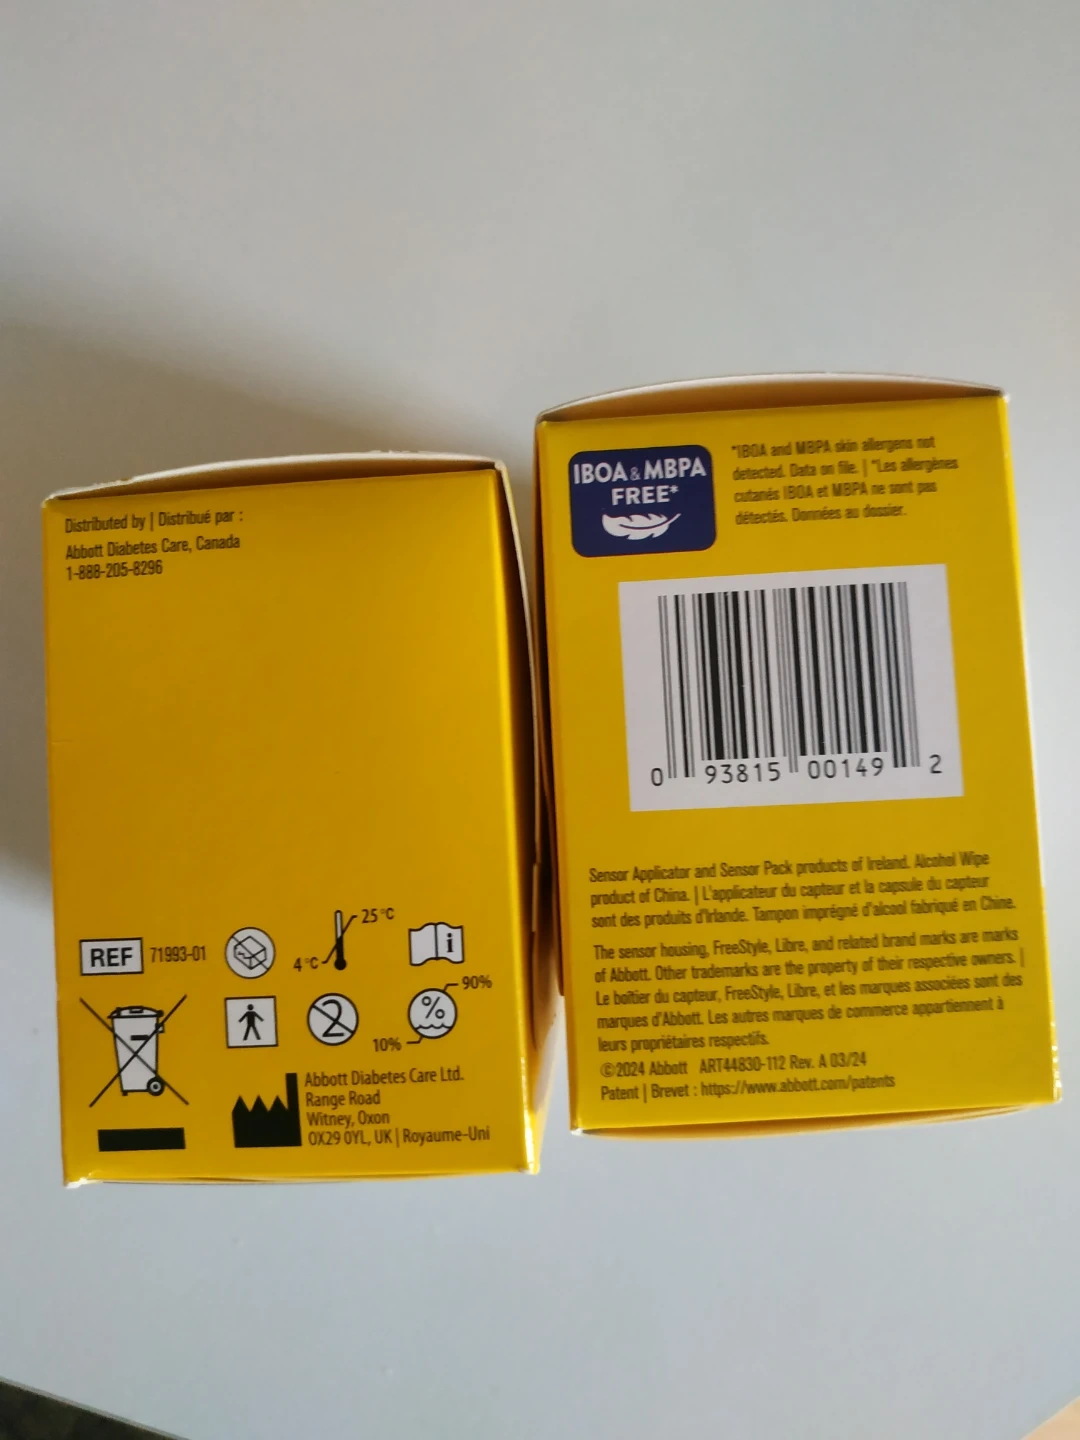 Distributed by | Distribué par :
Abbott Diabetes Care, Canada
1-888-205-8296
REF 71993-01
4 °C
25 °C
i
2
%
90%
10%
Abbott Diabetes Care Ltd.
Range Road
Witney, Oxon
OX29 0YL, UK | Royaume-Uni
IBOA & MBPA
FREE*
*IBOA and MBPA skin allergens not
detected. Data on file. | *Les allergènes
cutanés IBOA et MBPA ne sont pas
détectés. Données au dossier.
0 93815 00149 2
Sensor Applicator and Sensor Pack products of Ireland. Alcohol Wipe
product of China. | L'applicateur du capteur et la capsule du capteur
sont des produits d'Irlande. Tampon imprégné d'alcool fabriqué en Chine.
The sensor housing, FreeStyle, Libre, and related brand marks are marks
of Abbott. Other trademarks are the property of their respective owners. |
Le boîtier du capteur, FreeStyle, Libre, et les marques associées sont des
marques d'Abbott. Les autres marques de commerce appartiennent à
leurs propriétaires respectifs.
©2024 Abbott ART44830-112 Rev. A 03/24
Patent | Brevet : https://www.abbott.com/patents